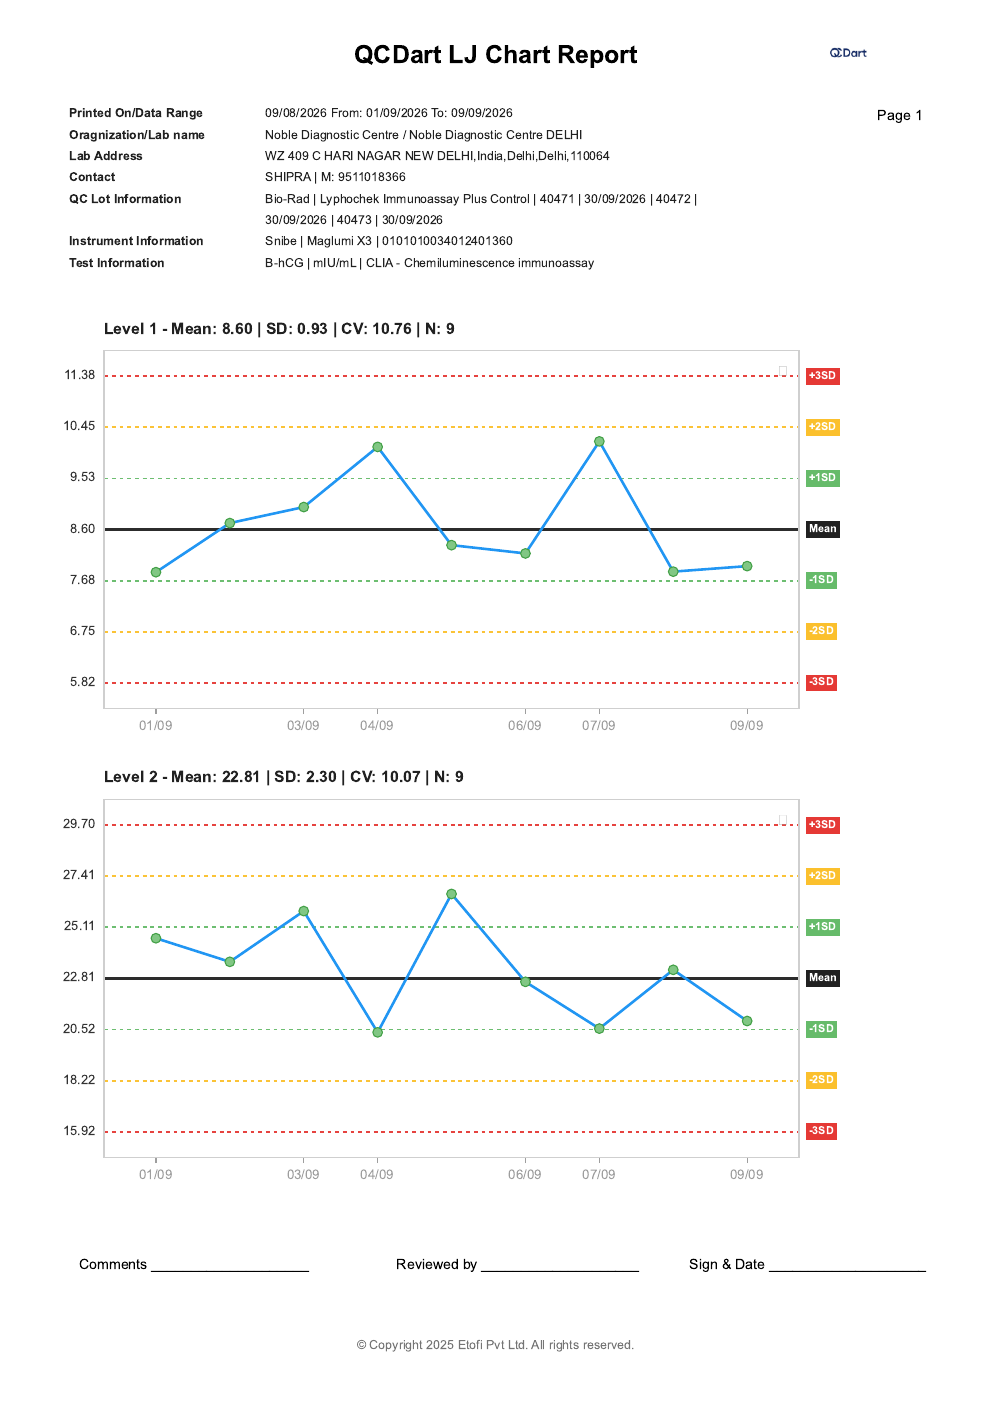 QCDart LJ Chart Report
QCDart
Page 1
Printed On/Data Range 09/08/2026 From: 01/09/2026 To: 09/09/2026
Oragnization/Lab name Noble Diagnostic Centre / Noble Diagnostic Centre DELHI
Lab Address WZ 409 C HARI NAGAR NEW DELHI,India,Delhi,Delhi,110064
Contact SHIPRA | M: 9511018366
QC Lot Information Bio-Rad | Lyphochek Immunoassay Plus Control | 40471 | 30/09/2026 | 40472 |
30/09/2026 | 40473 | 30/09/2026
Instrument Information Snibe | Maglumi X3 | 0101010034012401360
Test Information B-hCG | mIU/mL | CLIA - Chemiluminescence immunoassay
Level 1 - Mean: 8.60 | SD: 0.93 | CV: 10.76 | N: 9
11.38 +3SD
10.45 +2SD
9.53 +1SD
8.60 Mean
7.68 -1SD
6.75 -2SD
5.82 -3SD
01/09 03/09 04/09 06/09 07/09 09/09
Level 2 - Mean: 22.81 | SD: 2.30 | CV: 10.07 | N: 9
29.70 +3SD
27.41 +2SD
25.11 +1SD
22.81 Mean
20.52 -1SD
18.22 -2SD
15.92 -3SD
01/09 03/09 04/09 06/09 07/09 09/09
Comments ____________________ Reviewed by ____________________ Sign & Date ____________________
© Copyright 2025 Etofi Pvt Ltd. All rights reserved.